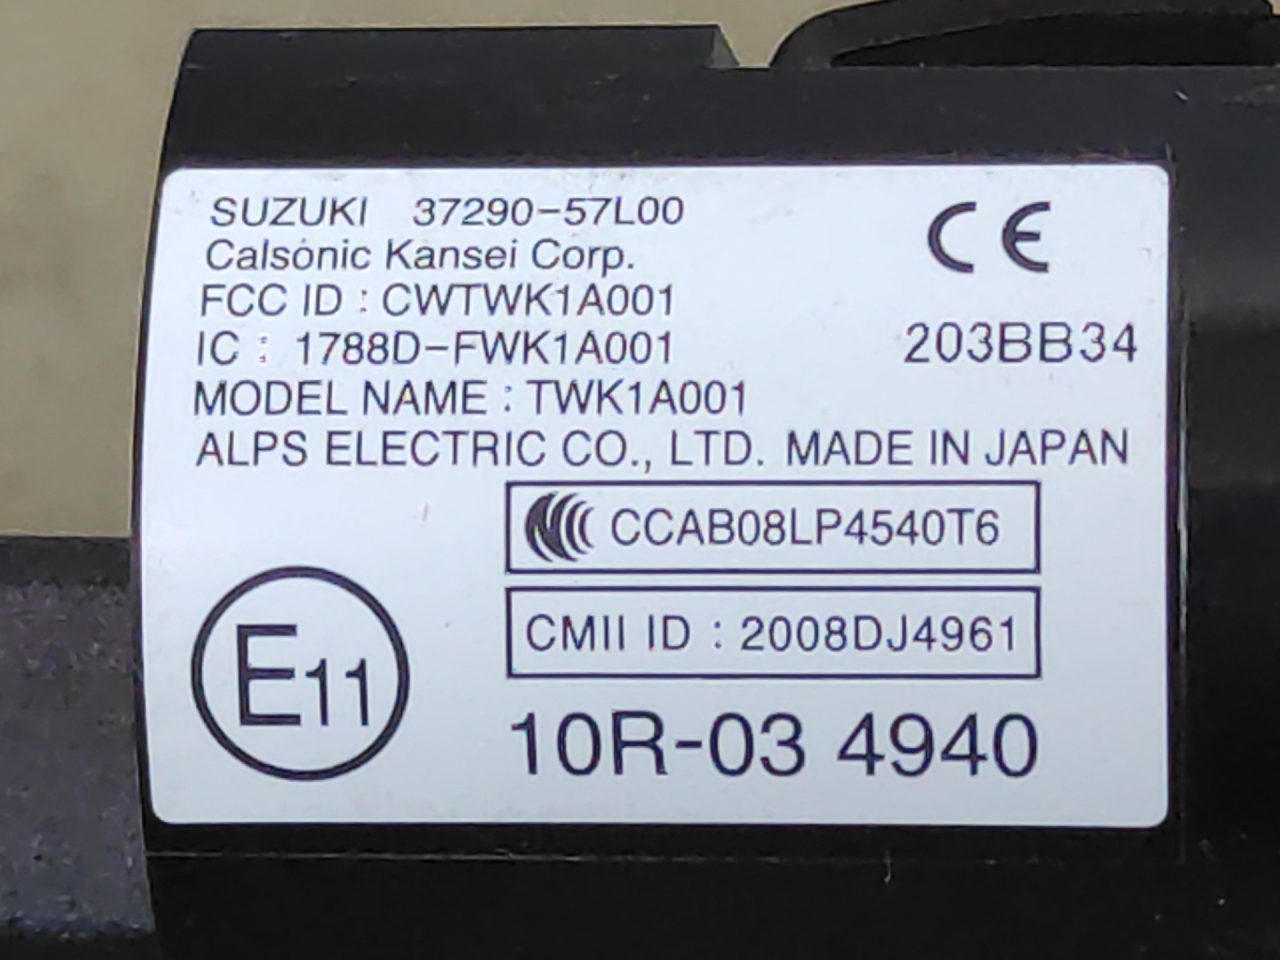 SUZUKI 37290-57L00
Calsonic Kansei Corp.
FCC ID : CWTWK1A001
IC : 1788D-FWK1A001
MODEL NAME : TWK1A001
ALPS ELECTRIC CO., LTD. MADE IN JAPAN
CE
203BB34
CCAB08LP4540T6
CMII ID : 2008DJ4961
E11
10R-03 4940